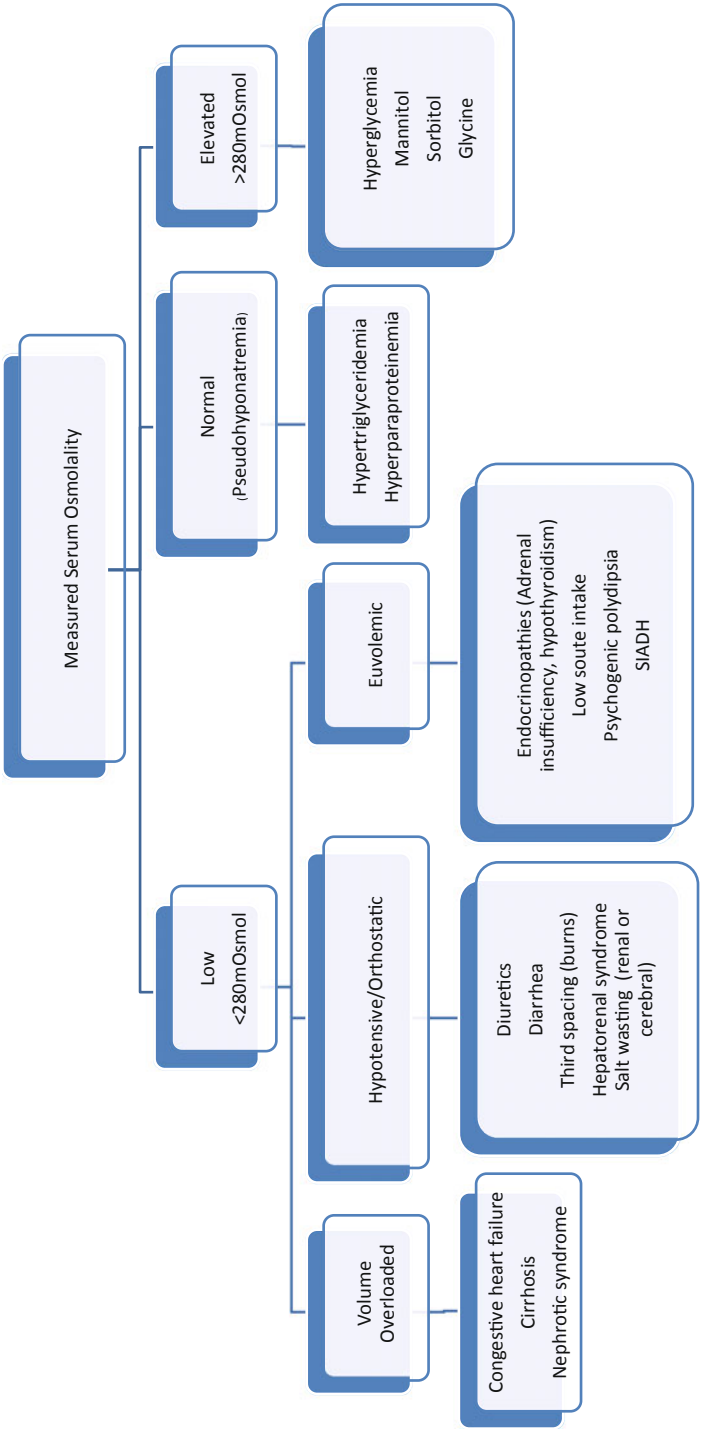 Measured Serum Osmolality
Low
<280mOsmol
Normal
(Pseudohyponatremia)
Elevated
>280mOsmol
Volume
Overloaded
Hypotensive/Orthostatic
Euvolemic
Hypertriglyceridemia
Hyperparaproteinemia
Hyperglycemia
Mannitol
Sorbitol
Glycine
Congestive heart failure
Cirrhosis
Nephrotic syndrome
Diuretics
Diarrhea
Third spacing (burns)
Hepatorenal syndrome
Salt wasting (renal or
cerebral)
Endocrinopathies (Adrenal
insufficiency, hypothyroidism)
Low soute intake
Psychogenic polydipsia
SIADH